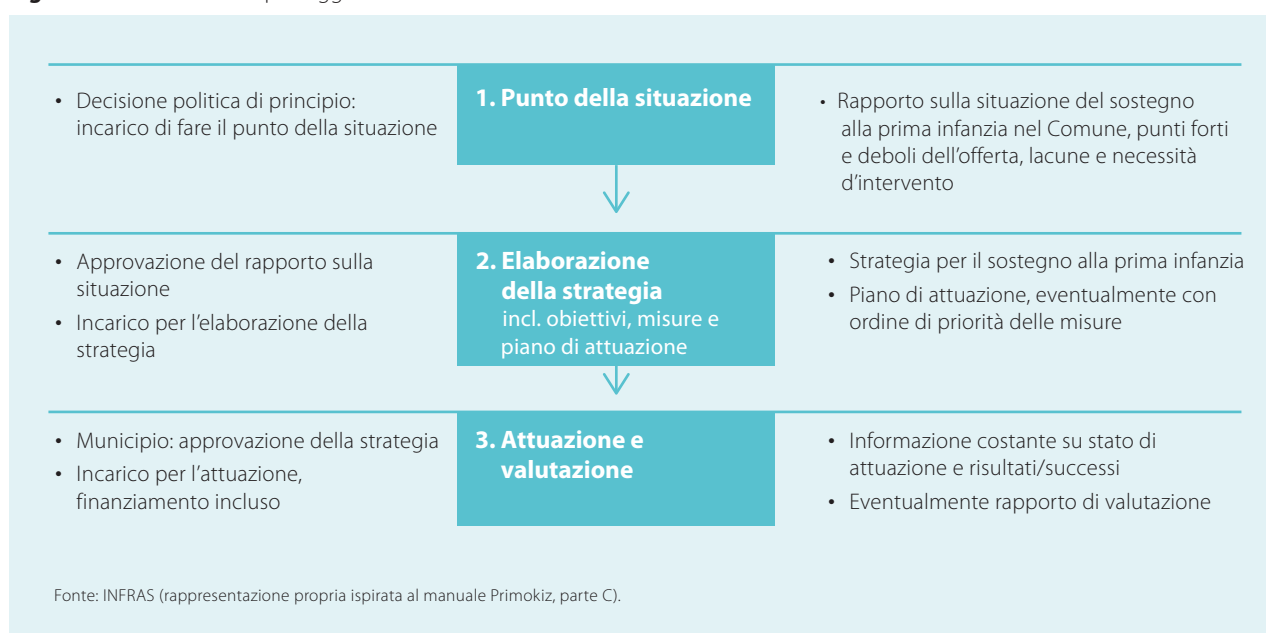 • Decisione politica di principio:
incarico di fare il punto della situazione
1. Punto della situazione
• Rapporto sulla situazione del sostegno
alla prima infanzia nel Comune, punti forti
e deboli dell'offerta, lacune e necessità
d'intervento
• Approvazione del rapporto sulla
situazione
• Incarico per l'elaborazione della
strategia
2. Elaborazione
della strategia
incl. obiettivi, misure e
piano di attuazione
• Strategia per il sostegno alla prima infanzia
• Piano di attuazione, eventualmente con
ordine di priorità delle misure
• Municipio: approvazione della strategia
• Incarico per l'attuazione,
finanziamento incluso
3. Attuazione e
valutazione
• Informazione costante su stato di
attuazione e risultati/successi
• Eventualmente rapporto di valutazione
Fonte: INFRAS (rappresentazione propria ispirata al manuale Primokiz, parte C).